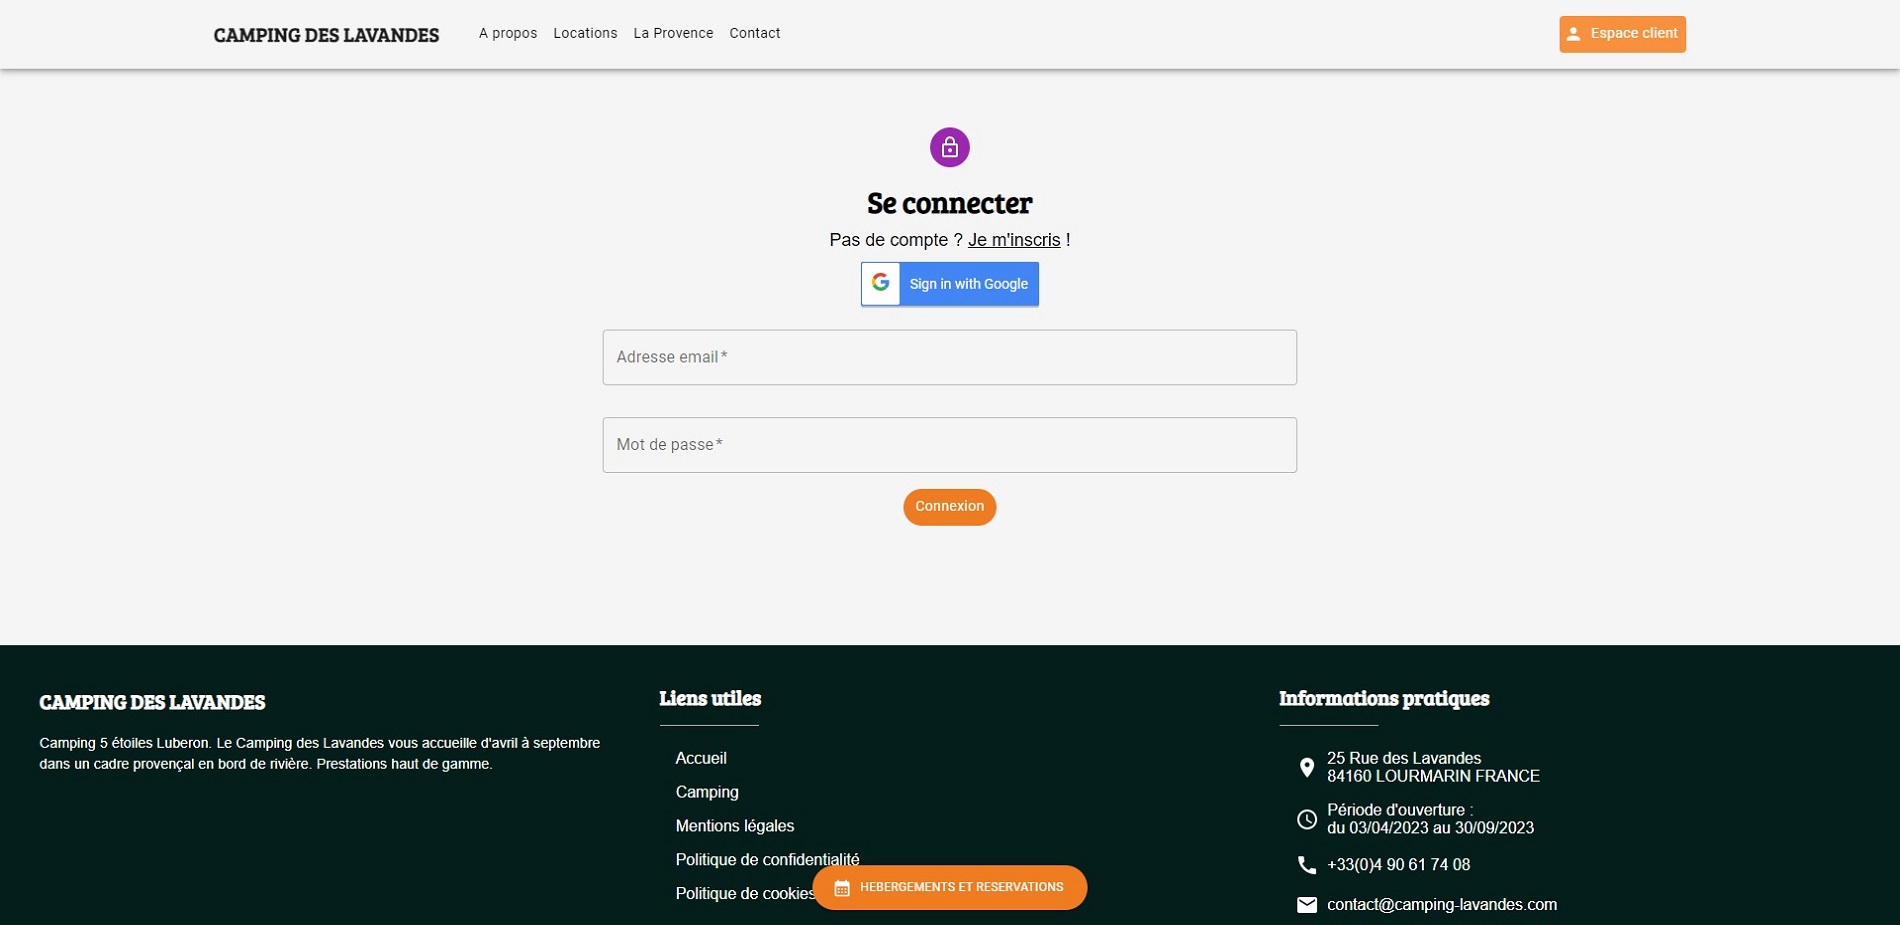 CAMPING DES LAVANDES
A propos
Locations
La Provence
Contact
Espace client
Se connecter
Pas de compte ? Je m'inscris !
Sign in with Google
Adresse email *
Mot de passe *
Connexion
CAMPING DES LAVANDES
Camping 5 étoiles Luberon. Le Camping des Lavandes vous accueille d'avril à septembre
dans un cadre provençal en bord de rivière. Prestations haut de gamme.
Liens utiles
Accueil
Camping
Mentions légales
Politique de confidentialité
Politique de cookies
HEBERGEMENTS ET RESERVATIONS
Informations pratiques
25 Rue des Lavandes
84160 LOURMARIN FRANCE
Période d'ouverture :
du 03/04/2023 au 30/09/2023
+33(0)4 90 61 74 08
contact@camping-lavandes.com